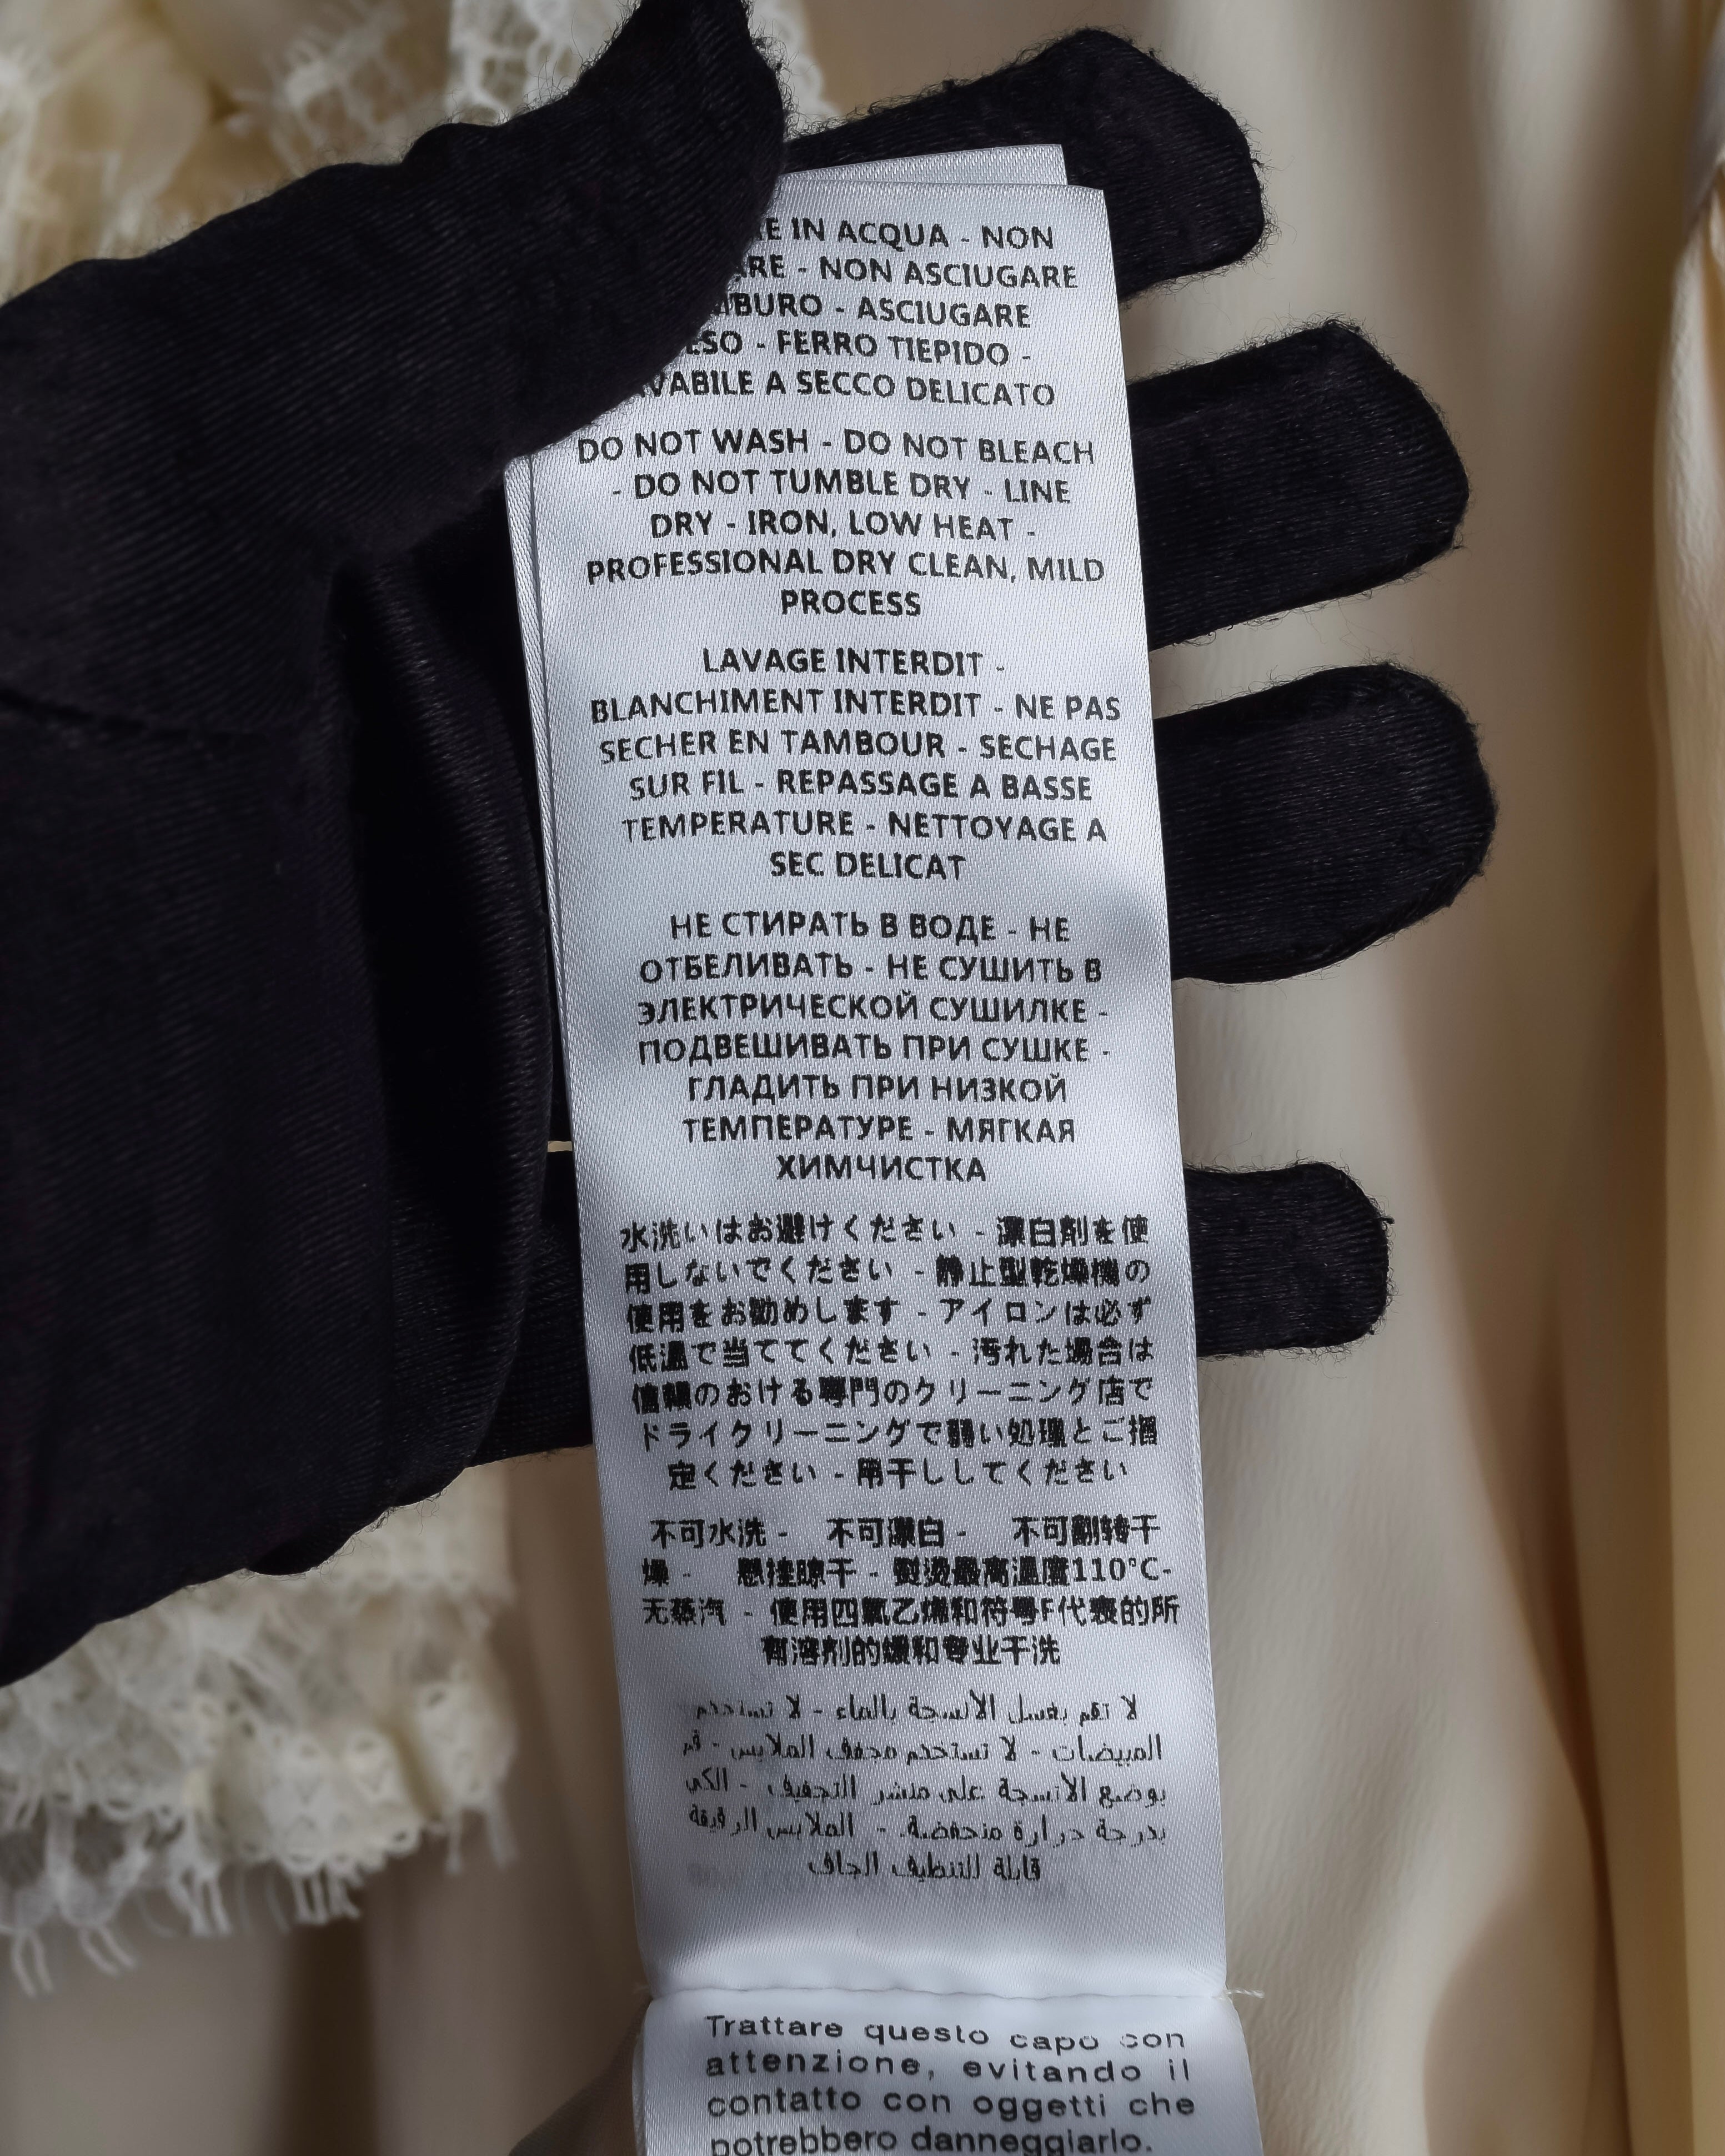 IN ACQUA - NON
- NON ASCIUGARE
- ASCIUGARE
- FERRO TIEPIDO -
A SECCO DELICATO
DO NOT WASH - DO NOT BLEACH
- DO NOT TUMBLE DRY - LINE
DRY - IRON, LOW HEAT -
PROFESSIONAL DRY CLEAN, MILD
PROCESS
LAVAGE INTERDIT -
BLANCHIMENT INTERDIT - NE PAS
SECHER EN TAMBOUR - SECHAGE
SUR FIL - REPASSAGE A BASSE
TEMPERATURE - NETTOYAGE A
SEC DELICAT
НЕ СТИРАТЬ В ВОДЕ - НЕ
ОТБЕЛИВАТЬ - НЕ СУШИТЬ В
ЭЛЕКТРИЧЕСКОЙ СУШИЛКЕ -
ПОДВЕШИВАТЬ ПРИ СУШКЕ -
ГЛАДИТЬ ПРИ НИЗКОЙ
ТЕМПЕРАТУРЕ - МЯГКАЯ
ХИМЧИСТКА
水洗いはお避けください - 漂白剤を使
用しないでください - 静止型乾燥機の
使用をお勧めします - アイロンは必ず
低温で当ててください - 汚れた場合は
信頼のおける専門のクリーニング店で
ドライクリーニングで弱い処理とご指
定ください - 吊干ししてください
不可水洗 - 不可漂白 - 不可翻转干
燥 - 悬挂晾干 - 熨烫最高温度110°C-
无蒸汽 - 使用四氯乙烯和符号F代表的所
有溶剂的缓和专业干洗
لا تقم بغسل الأنسجة بالماء - لا تستخدم
المبيضات - لا تستخدم مجفف الملابس - قم
بوضع الأنسجة على منشر التجفيف - الكي
بدرجة حرارة منخفضة. - الملابس الرقيقة
قابلة للتنظيف الجاف
Trattare questo capo con
attenzione, evitando il
contatto con oggetti che
potrebbero danneggiarlo.